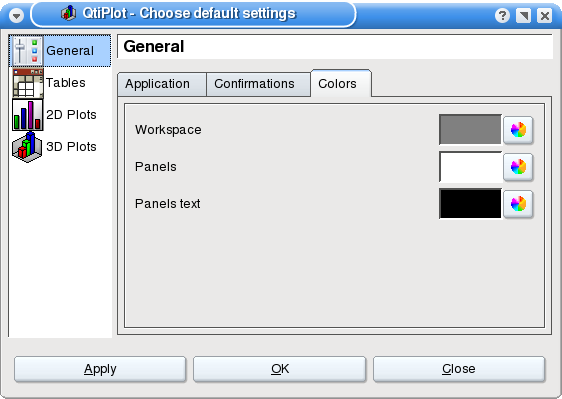 QtiPlot - Choose default settings
General
Tables
2D Plots
3D Plots
General
Application Confirmations Colors
Workspace
Panels
Panels text
Apply OK Close